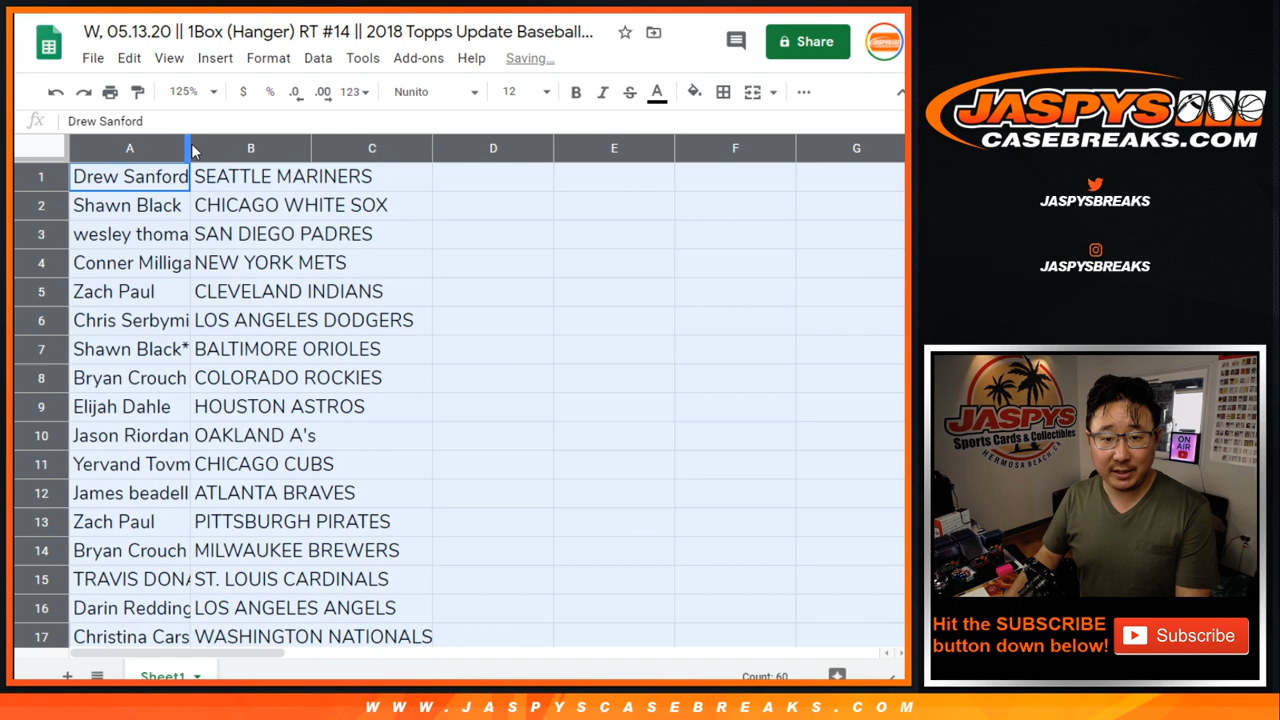 W, 05.13.20 || 1Box (Hanger) RT #14 || 2018 Topps Update Baseball...
Share
File Edit View Insert Format Data Tools Add-ons Help Saving...
125% $ % .0 .00 123 Nunito 12 B I S A
fx Drew Sanford
A B C D E F G
1 Drew Sanford SEATTLE MARINERS
2 Shawn Black CHICAGO WHITE SOX
3 wesley thoma SAN DIEGO PADRES
4 Conner Milliga NEW YORK METS
5 Zach Paul CLEVELAND INDIANS
6 Chris Serbymi LOS ANGELES DODGERS
7 Shawn Black* BALTIMORE ORIOLES
8 Bryan Crouch COLORADO ROCKIES
9 Elijah Dahle HOUSTON ASTROS
10 Jason Riordan OAKLAND A's
11 Yervand Tovm CHICAGO CUBS
12 James beadell ATLANTA BRAVES
13 Zach Paul PITTSBURGH PIRATES
14 Bryan Crouch MILWAUKEE BREWERS
15 TRAVIS DONA ST. LOUIS CARDINALS
16 Darin Redding LOS ANGELES ANGELS
17 Christina Cars WASHINGTON NATIONALS
Sheet1 Count: 60
JASPYS
CASEBREAKS.COM
JASPYSBREAKS
JASPYSBREAKS
JASPYS
Sports Cards & Collectibles
HERMOSA BEACH, CA
ON
AIR
Hit the SUBSCRIBE
button down below!
Subscribe
WWW.JASPYSCASEBREAKS.COM